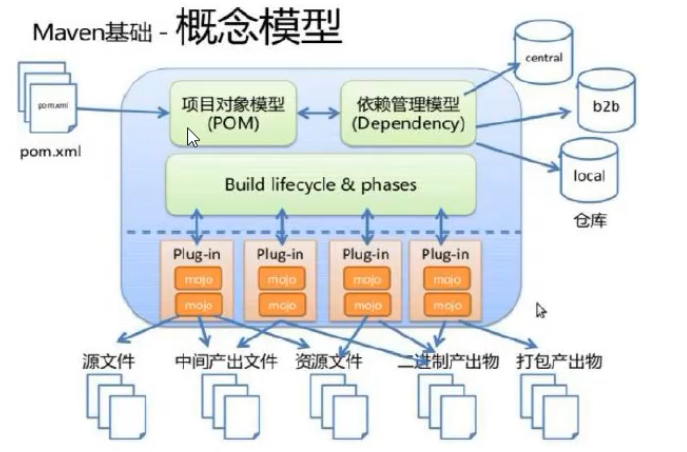 Maven基础 - 概念模型
central
pom.xml
项目对象模型
(POM)
依赖管理模型
(Dependency)
b2b
pom.xml
Build lifecycle & phases
local
仓库
Plug-in
Plug-in
Plug-in
Plug-in
mojo
mojo
mojo
mojo
mojo
mojo
mojo
mojo
源文件
中间产出文件
资源文件
二进制产出物
打包产出物